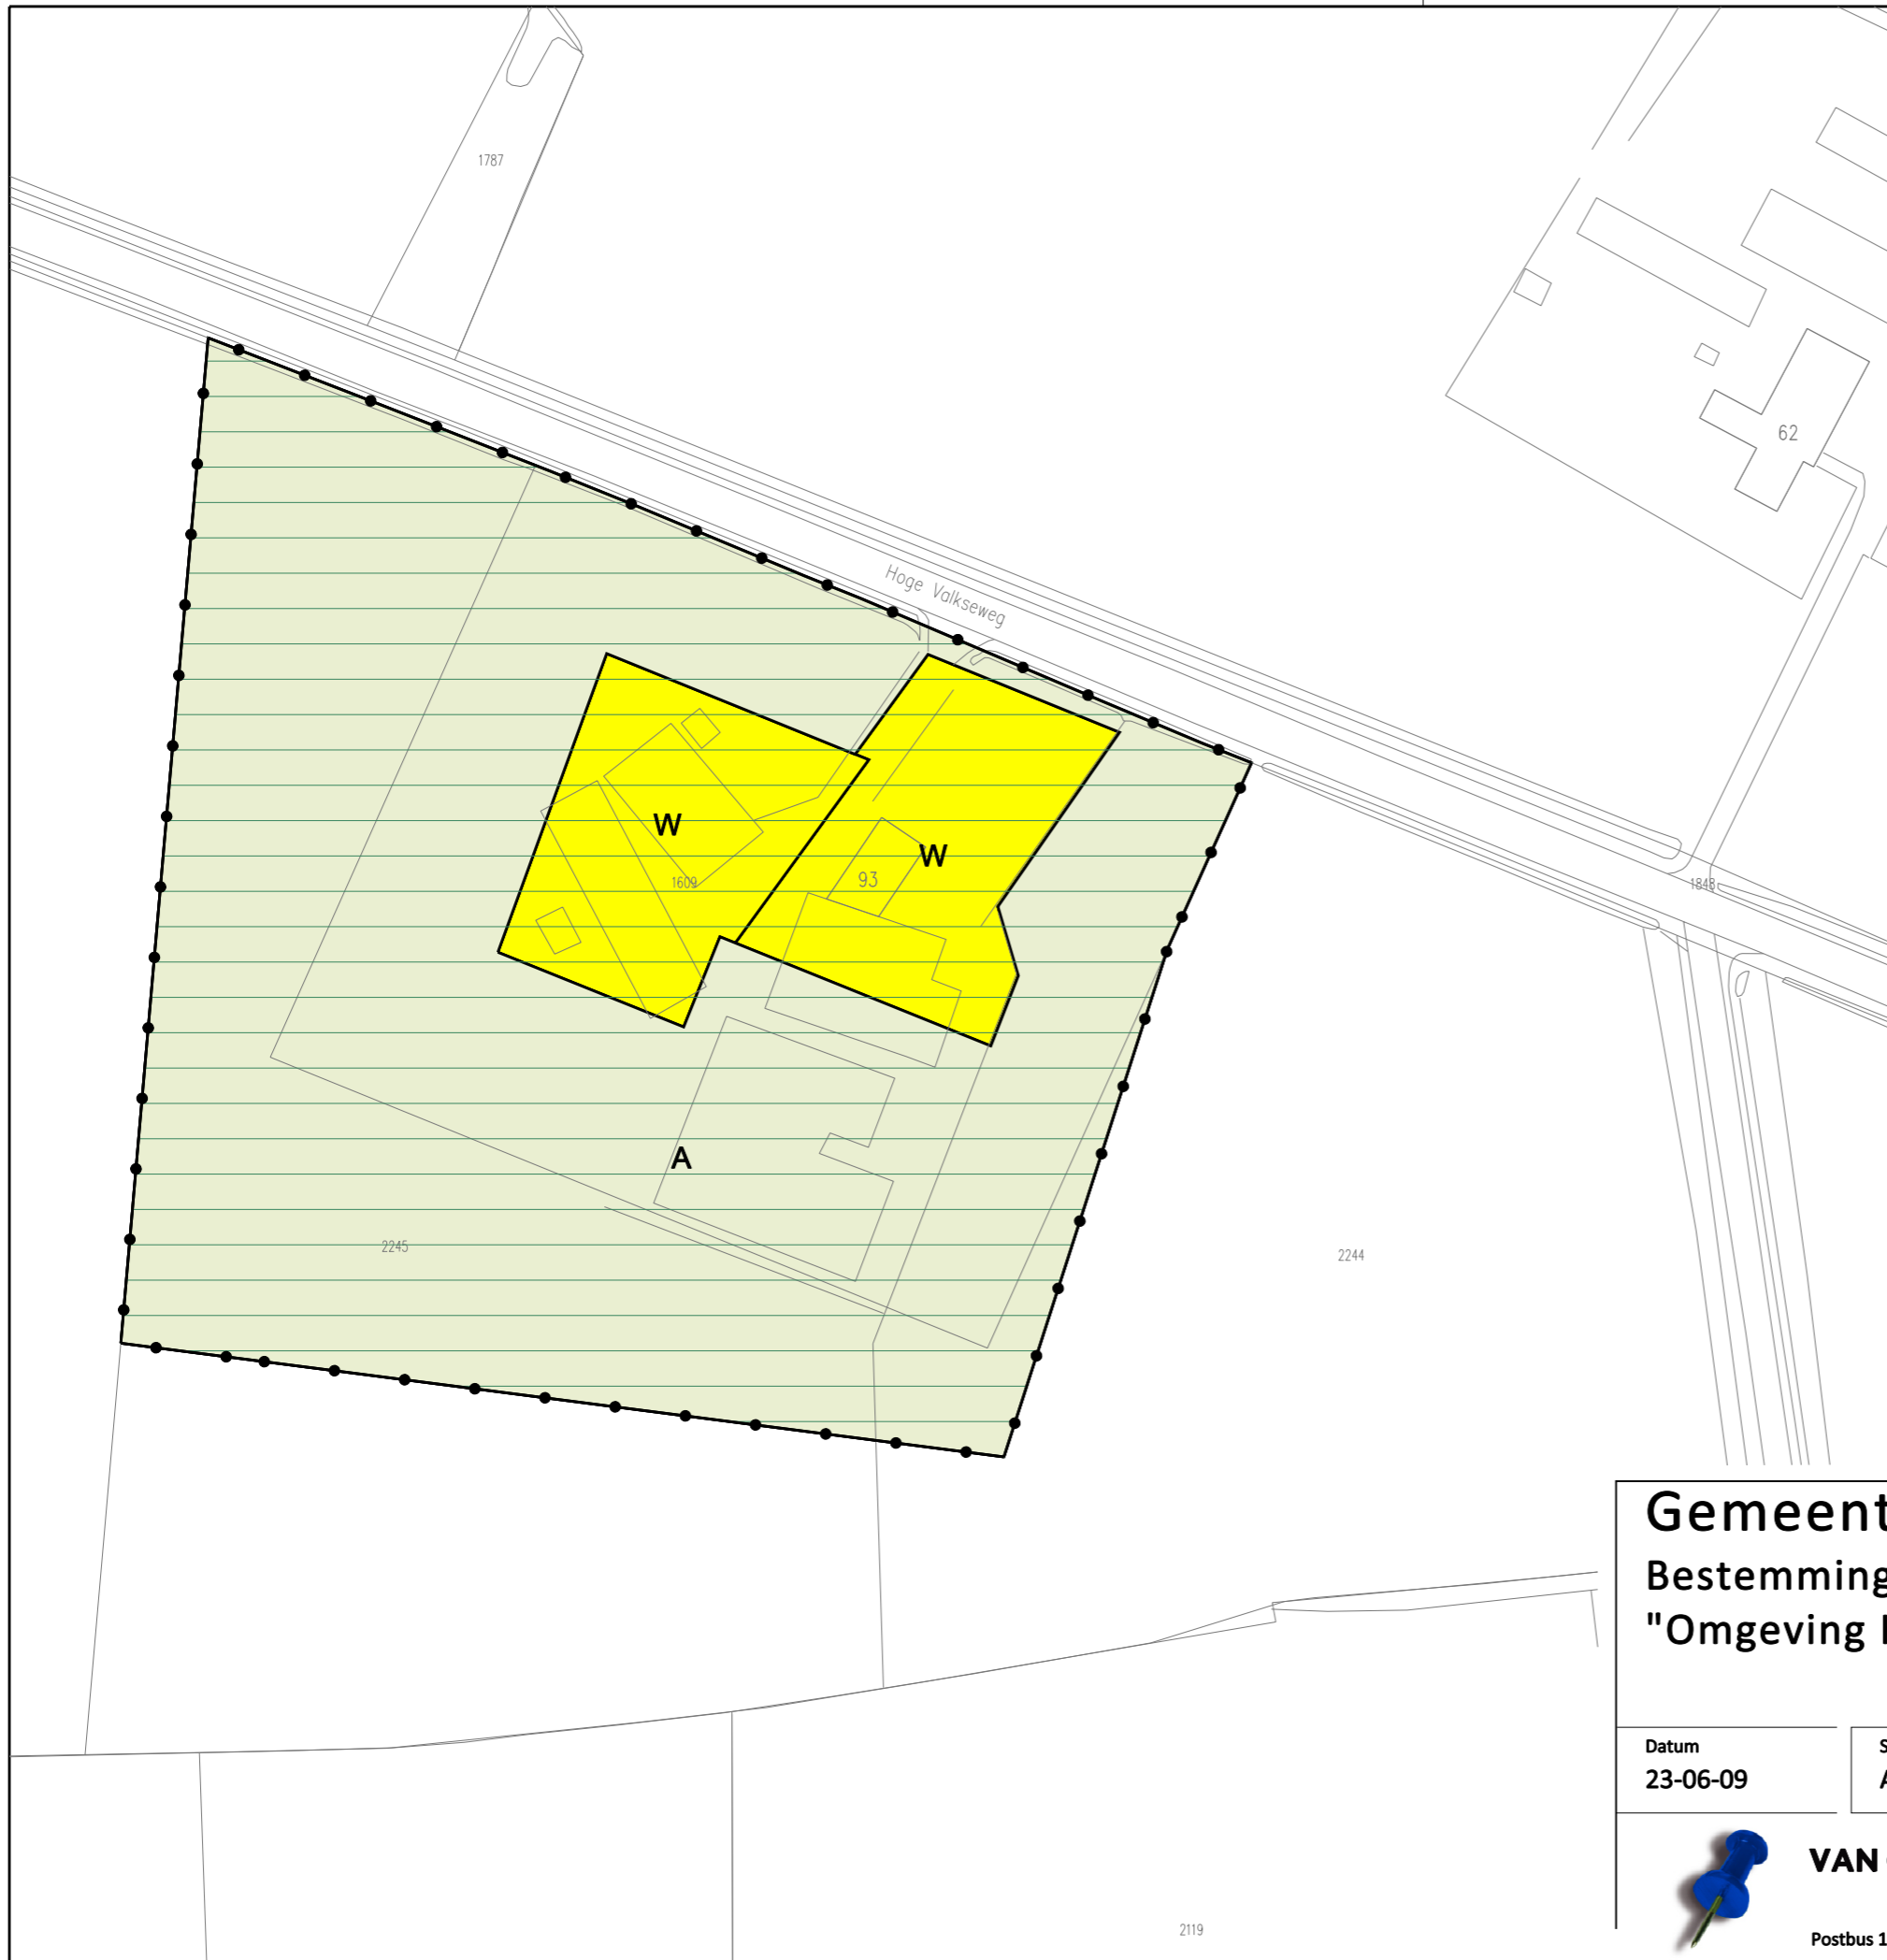 1787
62
Hoge Valkseweg
W
W
1609
93
1848
A
2245
2244
Gemeent
Bestemming
"Omgeving
Datum
23-06-09
S
A
VAN
Postbus 1
2119